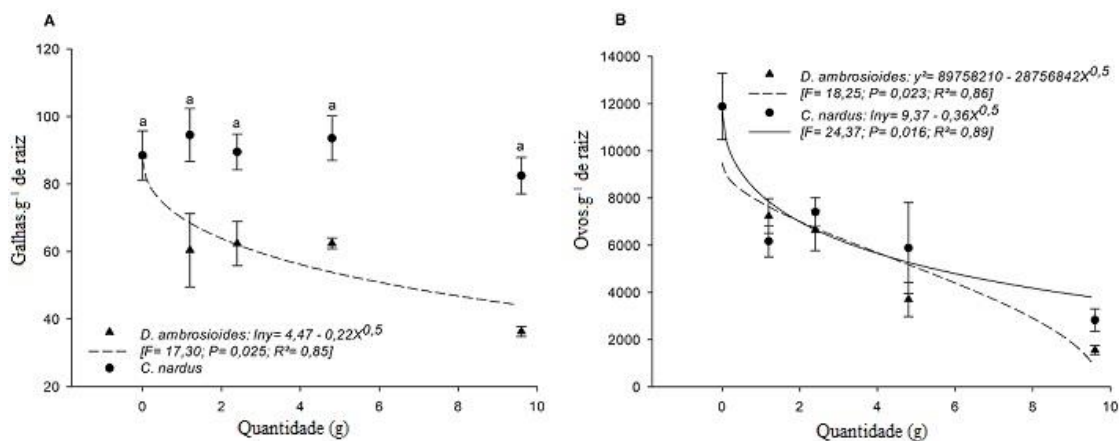 A
120
100
80
60
40
20
Galhas.g⁻¹ de raiz
a
a
a
a
a
D. ambrosioides: lny= 4,47 - 0,22X^0,5
[F= 17,30; P= 0,025; R²= 0,85]
C. nardus
0
2
4
6
8
10
Quantidade (g)
B
14000
12000
10000
8000
6000
4000
2000
0
Ovos.g⁻¹ de raiz
D. ambrosioides: y²= 89758210 - 28756842X^0,5
[F= 18,25; P= 0,023; R²= 0,86]
C. nardus: lny= 9,37 - 0,36X^0,5
[F= 24,37; P= 0,016; R²= 0,89]
0
2
4
6
8
10
Quantidade (g)